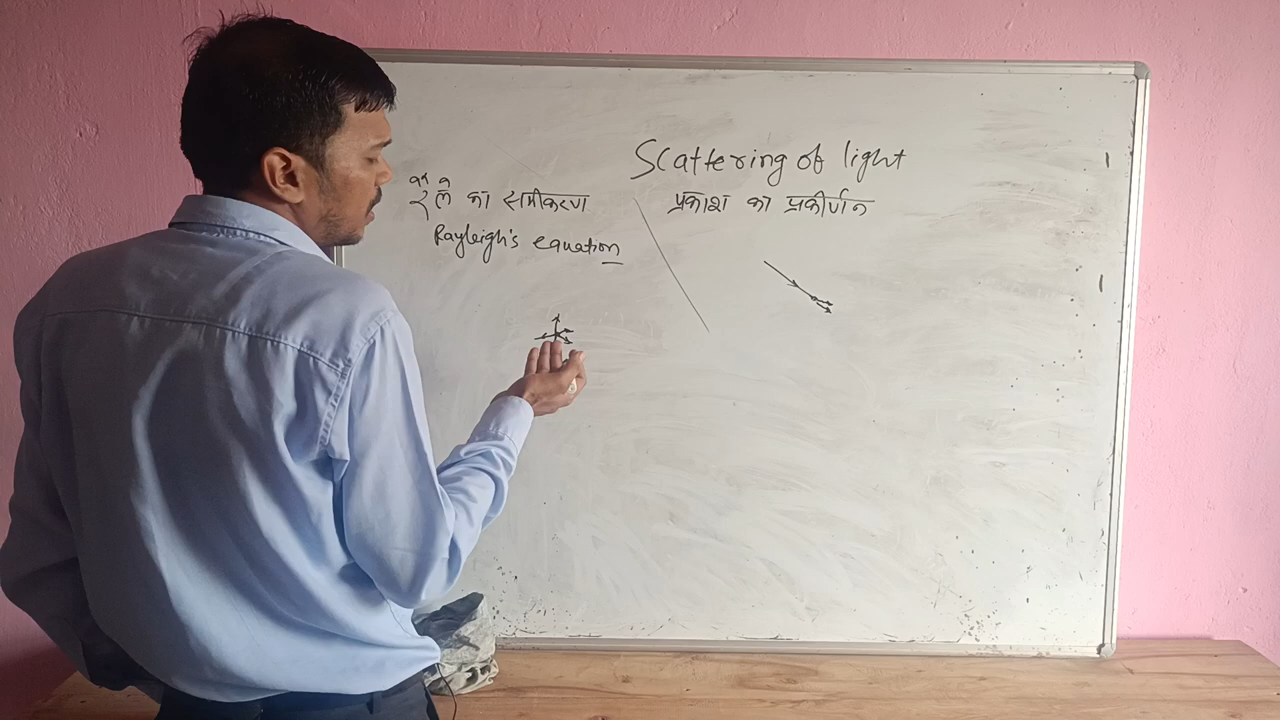 Scattering of light
प्रकाश का प्रकीर्णन
का समीकरण
Rayleigh's equation